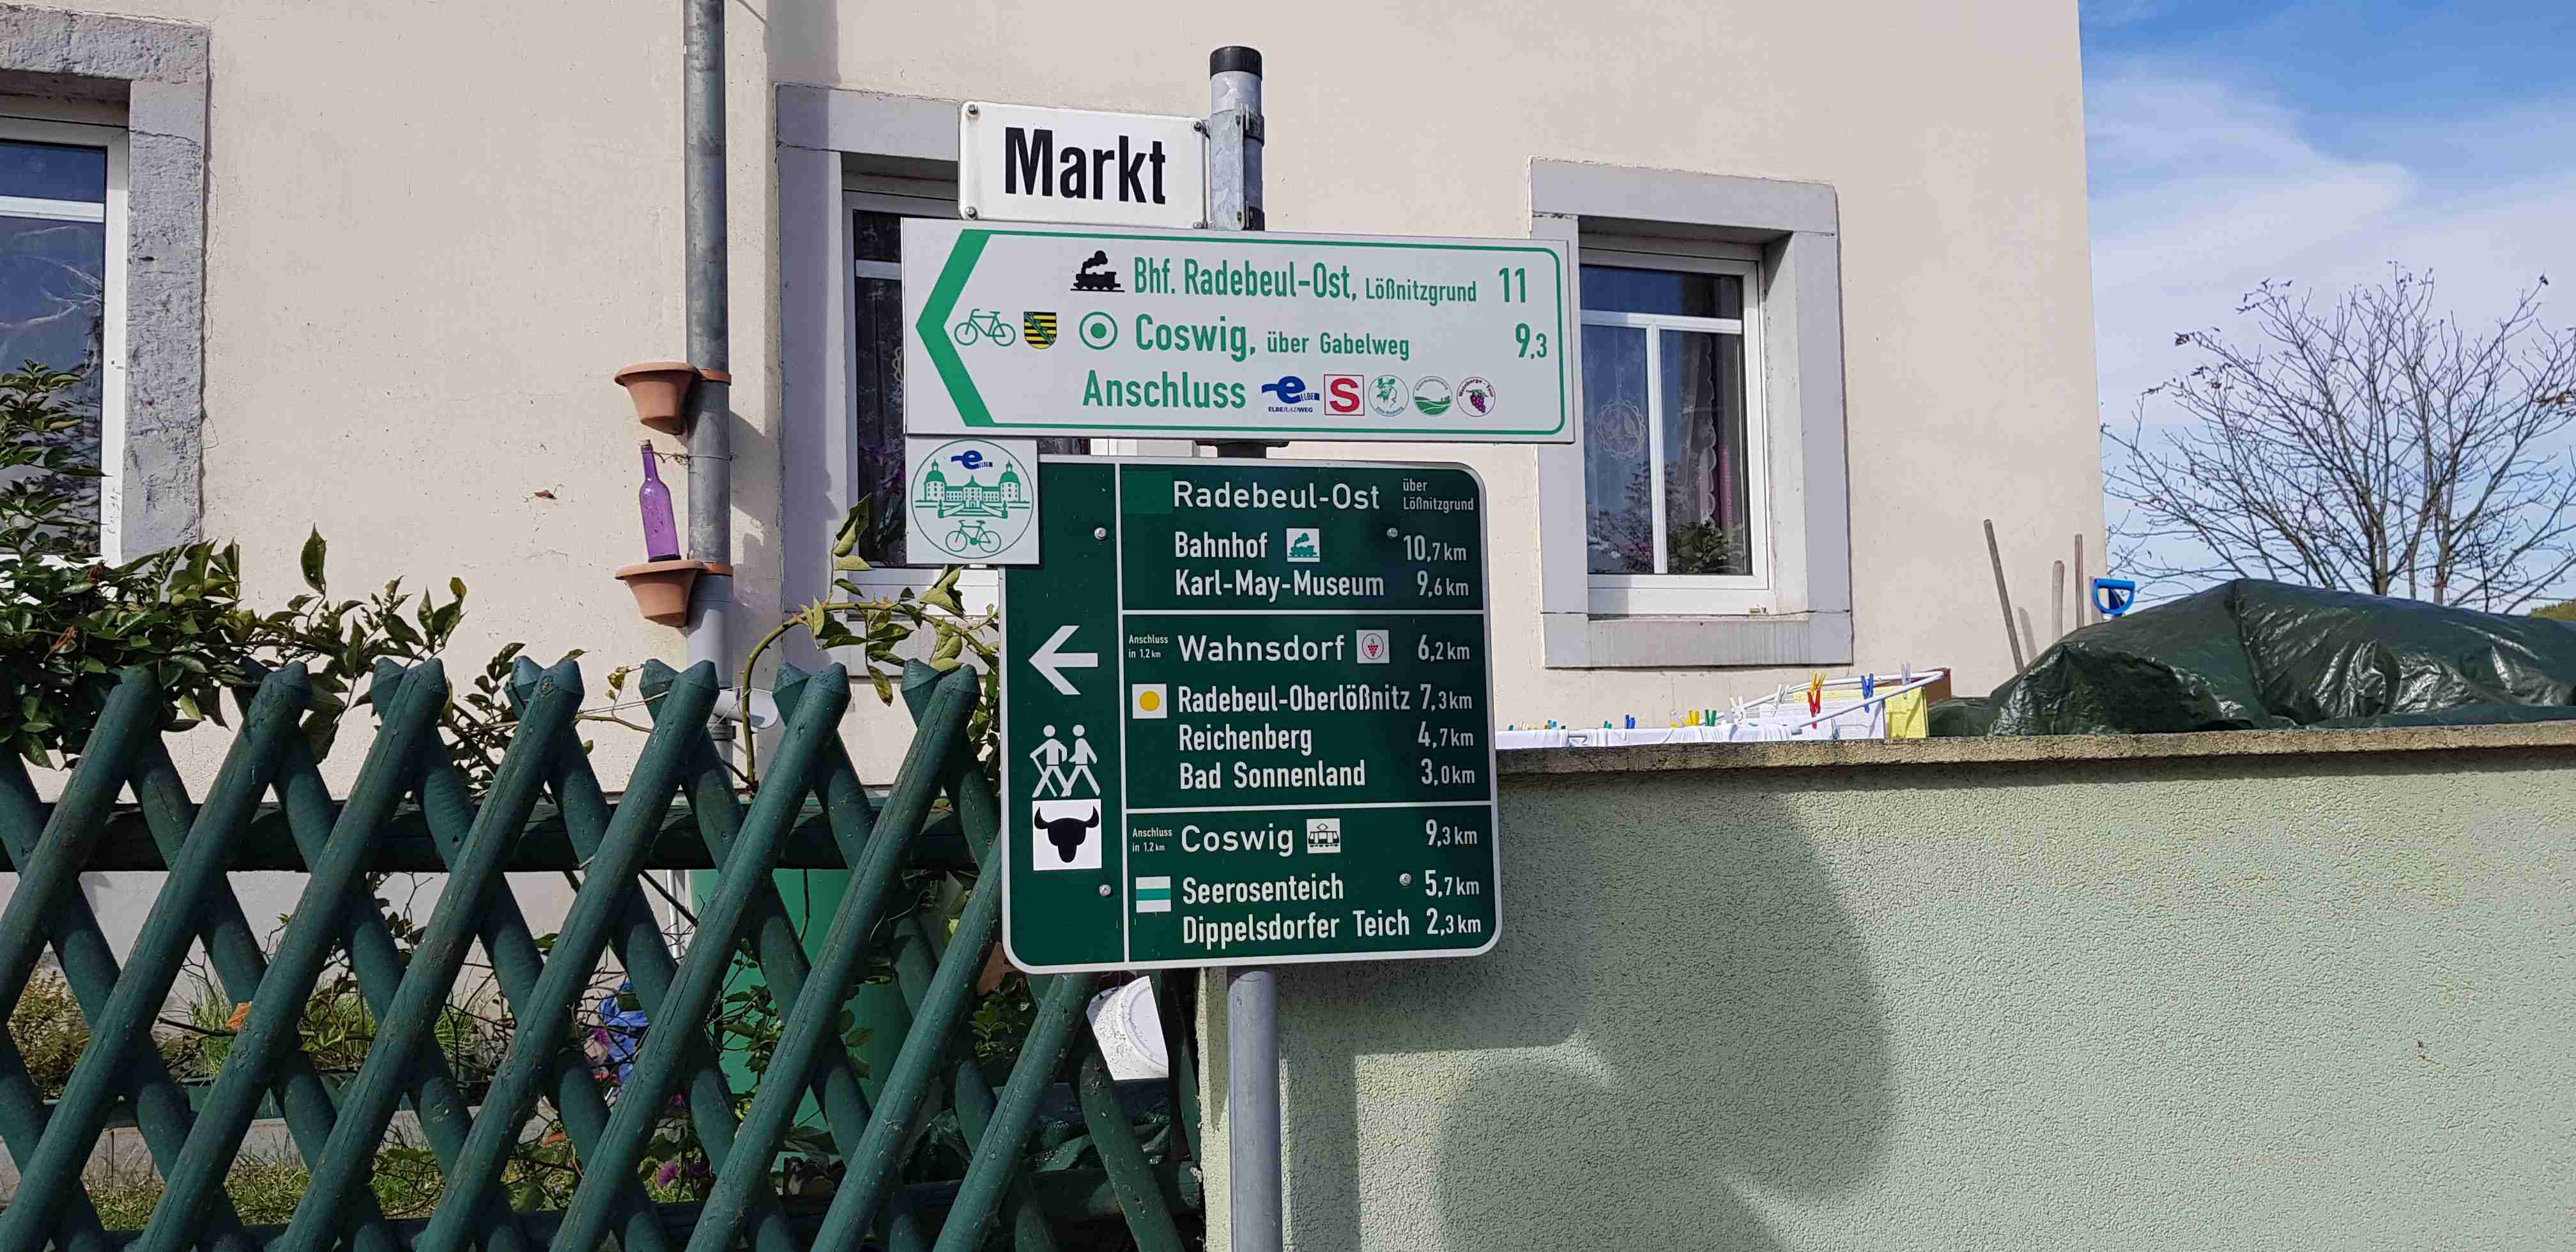 Markt
Bhf. Radebeul-Ost, Lößnitzgrund 11
Coswig, über Gabelweg 9,3
Anschluss ELBE ELBERADWEG S
Radebeul-Ost über Lößnitzgrund
Bahnhof 10,7 km
Karl-May-Museum 9,6 km
Anschluss in 1,2 km Wahnsdorf 6,2 km
Radebeul-Oberlößnitz 7,3 km
Reichenberg 4,7 km
Bad Sonnenland 3,0 km
Anschluss in 1,2 km Coswig 9,3 km
Seerosenteich 5,7 km
Dippelsdorfer Teich 2,3 km